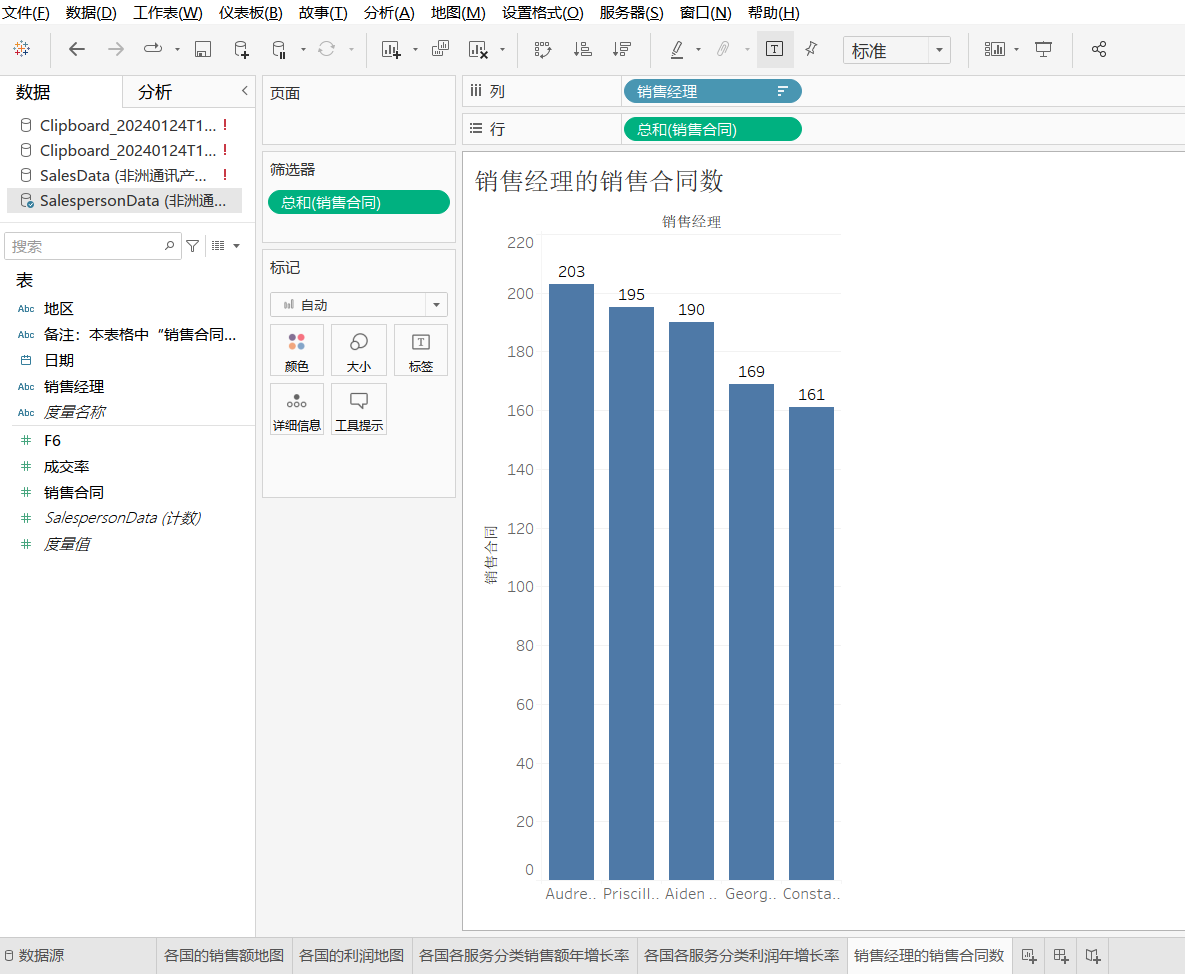 文件(F) 数据(D) 工作表(W) 仪表板(B) 故事(T) 分析(A) 地图(M) 设置格式(O) 服务器(S) 窗口(N) 帮助(H)
标准
数据 分析
Clipboard_20240124T1... !
Clipboard_20240124T1... !
SalesData (非洲通讯产... !
SalespersonData (非洲通...
搜索
表
Abc 地区
Abc 备注：本表格中“销售合同...
日期
Abc 销售经理
Abc 度量名称
# F6
# 成交率
# 销售合同
# SalespersonData (计数)
# 度量值
页面
筛选器
总和(销售合同)
标记
自动
颜色 大小 标签
详细信息 工具提示
列 销售经理
行 总和(销售合同)
销售经理的销售合同数
销售经理
220
200
180
160
140
120
100
80
60
40
20
0
销售合同
203
195
190
169
161
Audre.. Priscill.. Aiden .. Georg.. Consta..
数据源 各国的销售额地图 各国的利润地图 各国各服务分类销售额年增长率 各国各服务分类利润年增长率 销售经理的销售合同数